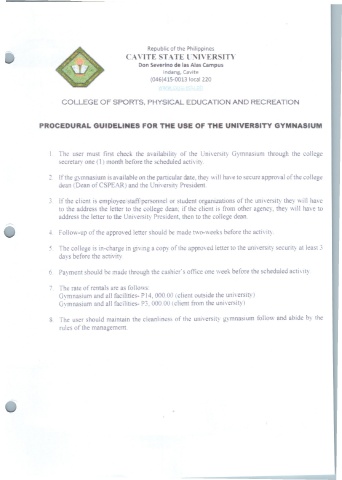 Republic of the Philippines
CAVITE STATE UNIVERSITY
Don Severino de las Alas Campus
Indang, Cavite
(046)415-0013 local 220
COLLEGE OF SPORTS, PHYSICAL EDUCATION AND RECREATION
PROCEDURAL GUIDELINES FOR THE USE OF THE UNIVERSITY GYMNASIUM
1. The user must first check the availability of the University Gymnasium through the college
secretary one (1) month before the scheduled activity.
2. If the gymnasium is available on the particular date, they will have to secure approval of the college
dean (Dean of CSPEAR) and the University President.
3. If the client is employee/staff/personnel or student organizations of the university they will have
to the address the letter to the college dean; if the client is from other agency, they will have to
address the letter to the University President, then to the college dean.
4. Follow-up of the approved letter should be made two-weeks before the activity.
5. The college is in-charge in giving a copy of the approved letter to the university security at least 3
days before the activity
6. Payment should be made through the cashier's office one week before the scheduled activity.
7. The rate of rentals are as follows:
Gymnasium and all facilities- P14, 000.00 (client outside the university)
Gymnasium and all facilities- P3, 000.00 (client from the university)
8. The user should maintain the cleanliness of the university gymnasium follow and abide by the
rules of the management.